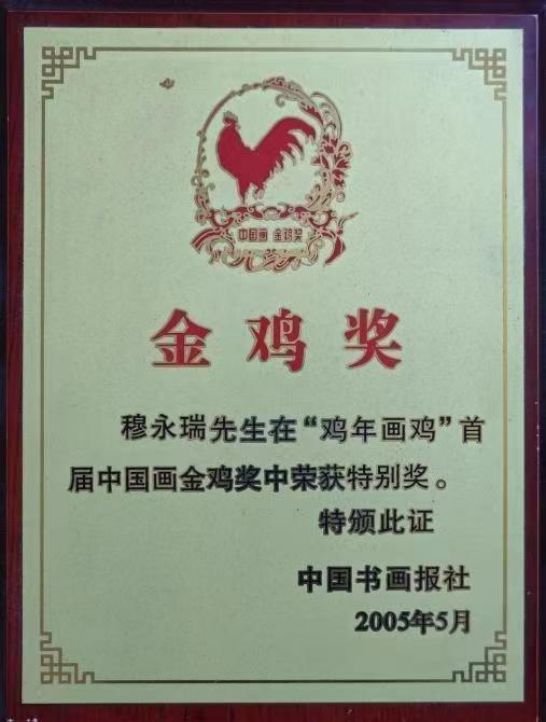 中国画 金鸡奖
金鸡奖
穆永瑞先生在“鸡年画鸡”首
届中国画金鸡奖中荣获特别奖。
特颁此证
中国书画报社
2005年5月